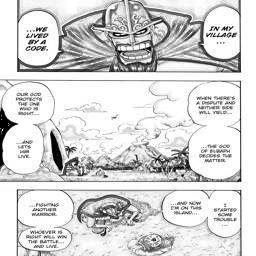 IN MY
VILLAGE
...
...WE
LIVED
BY A
CODE.
WHEN THERE'S
A DISPUTE AND
NEITHER SIDE
WILL YIELD...
...THE GOD
OF ELBAPH
DECIDES THE
MATTER.
OUR GOD
PROTECTS
THE ONE
WHO IS
RIGHT...
...AND
LETS
HIM
LIVE.
I
STARTED
SOME
TROUBLE
...
...AND NOW
I'M ON THIS
ISLAND...
...FIGHTING
ANOTHER
WARRIOR.
WHOEVER IS
RIGHT WILL WIN
THE BATTLE...
AND LIVE.